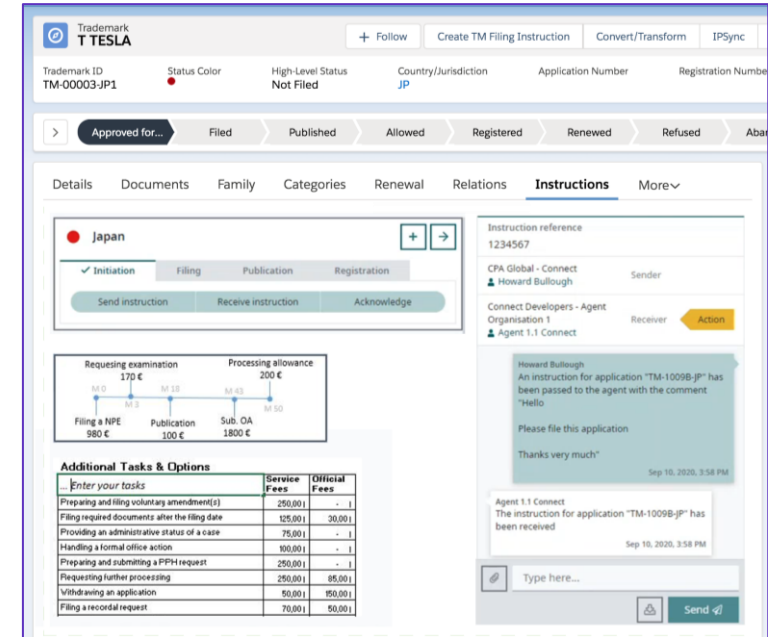 Trademark
T TESLA
+ Follow
Create TM Filing Instruction
Convert/Transform
IPSync
Trademark ID
TM-00003-JP1
Status Color
High-Level Status
Not Filed
Country/Jurisdiction
JP
Application Number
Registration Numbe
Approved for...
Filed
Published
Allowed
Registered
Renewed
Refused
Aba
Details
Documents
Family
Categories
Renewal
Relations
Instructions
More
Japan
Initiation
Filing
Publication
Registration
Send instruction
Receive instruction
Acknowledge
Requesing examination
170 €
Processing allowance
200 €
M 0
M 3
M 18
M 43
M 50
Filing a NPE
980 €
Publication
100 €
Sub. OA
1800 €
Additional Tasks & Options
... Enter your tasks
Service Fees
Official Fees
Preparing and filing voluntary amendment(s) 250,00 -
Filing required documents after the filing date 125,00 30,00
Providing an administrative status of a case 75,00 -
Handling a formal office action 100,00 -
Preparing and submitting a PPH request 250,00 -
Requesting further processing 250,00 85,00
Withdrawing an application 50,00 150,00
Filing a recordal request 70,00 50,00
Instruction reference
1234567
CPA Global - Connect
Howard Bullough
Sender
Connect Developers - Agent
Organisation 1
Agent 1.1 Connect
Receiver
Action
Howard Bullough
An instruction for application "TM-1009B-JP" has
been passed to the agent with the comment
"Hello
Please file this application
Thanks very much"
Sep 10, 2020, 3:58 PM
Agent 1.1 Connect
The instruction for application "TM-1009B-JP" has
been received
Sep 10, 2020, 3:58 PM
Type here...
Send